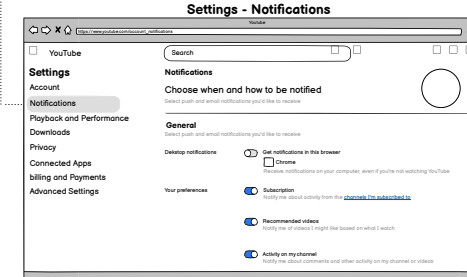 Settings - Notifications
Youtube
https://www.youtube.com/account_notifications
YouTube
Search
Settings
Account
Notifications
Playback and Performance
Downloads
Privacy
Connected Apps
billing and Payments
Advanced Settings
Notifications
Choose when and how to be notified
Select push and email notifications you'd like to receive
General
Select push and email notifications you'd like to receive
Dekstop notifications
Get notifications in this browser
Chrome
Receive notifications on your computer, even if you're not watching YouTube
Your preferences
Subscription
Notify me about activity from the channels I'm subscribed to
Recommended videos
Notify me of videos I might like based on what I watch
Activity on my channel
Notify me about comments and other activity on my channel or videos